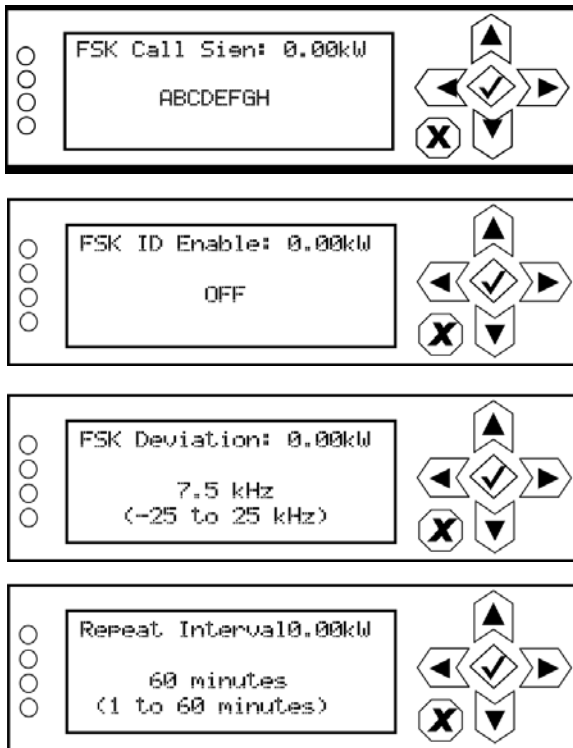 FSK Call Sign: 0.00kW
ABCDEFGH
X
FSK ID Enable: 0.00kW
OFF
X
FSK Deviation: 0.00kW
7.5 kHz
(-25 to 25 kHz)
X
Repeat Interval0.00kW
60 minutes
(1 to 60 minutes)
X